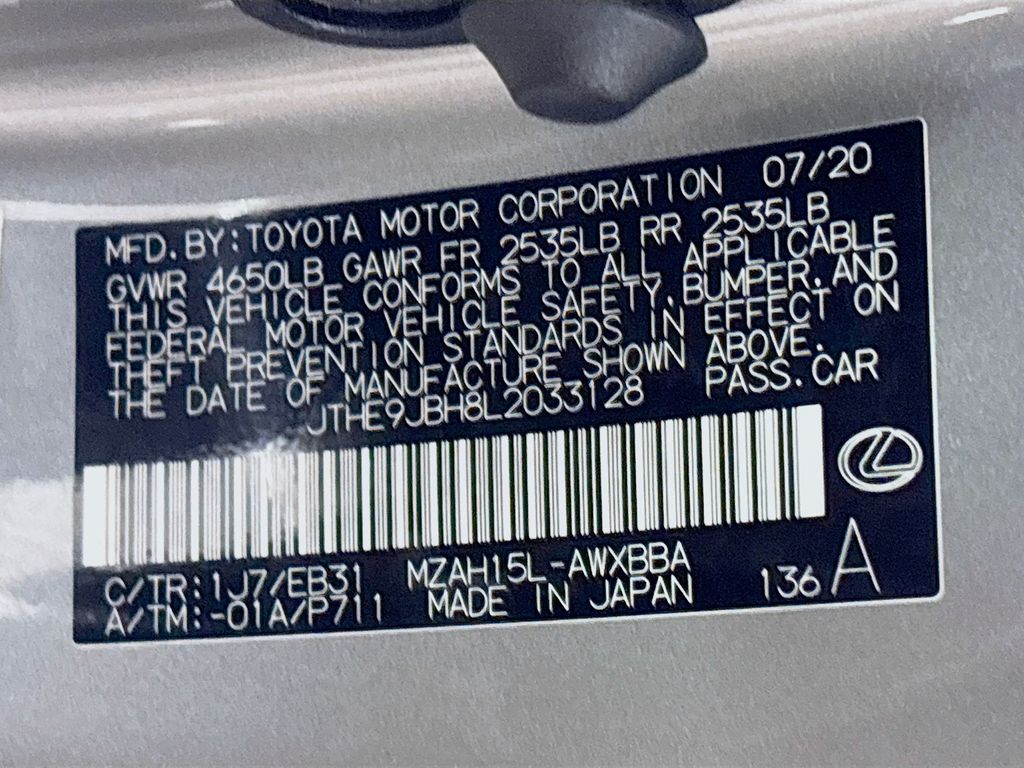 MFD. BY: TOYOTA MOTOR CORPORATION 07/20
GVWR 4650LB GAWR FR 2535LB RR 2535LB
THIS VEHICLE CONFORMS TO ALL APPLICABLE
FEDERAL MOTOR VEHICLE SAFETY, BUMPER, AND
THEFT PREVENTION STANDARDS IN EFFECT ON
THE DATE OF MANUFACTURE SHOWN ABOVE.
JTHE9JBH8L2033128 PASS. CAR
C/TR: 1J7/EB31 MZAH15L-AWXBBA
A/TM: -01A/P711 MADE IN JAPAN 136 A